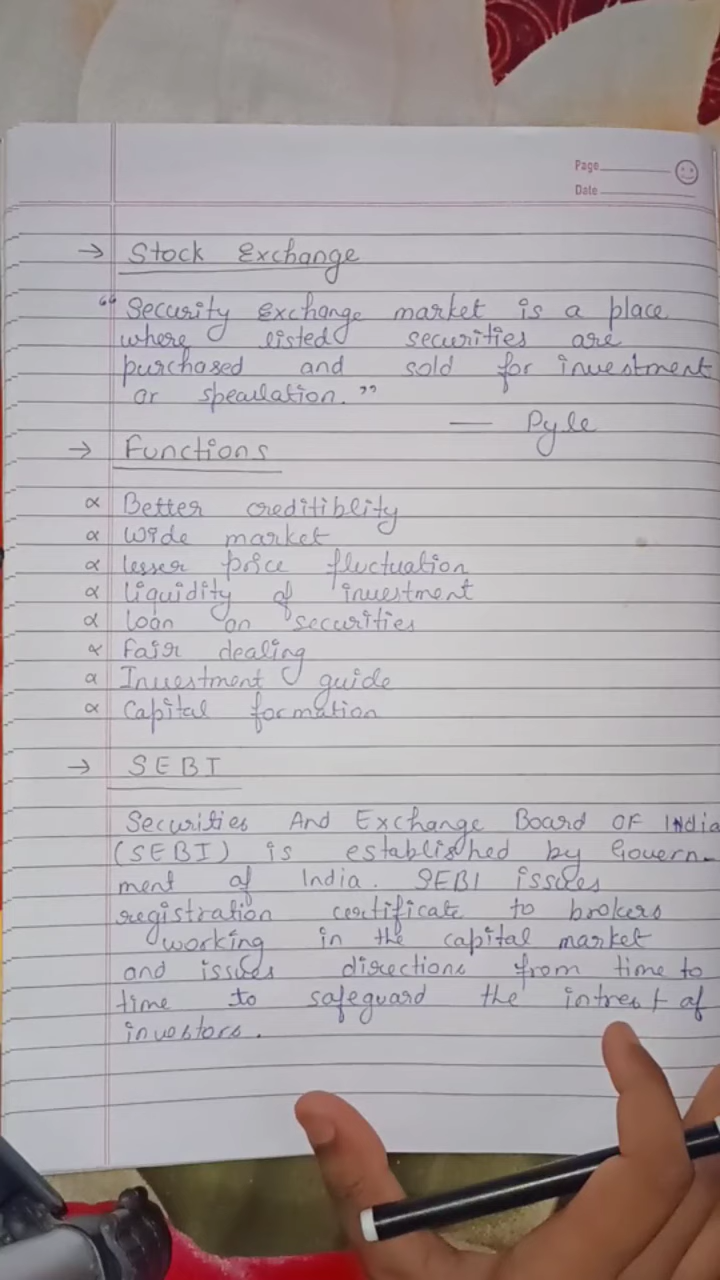 Page
Date
→ Stock Exchange
“ Security Exchange market is a place
where listed securities are
purchased and sold for investment
or speculation. ”
— Pyle
→ Functions
∝ Better creditiblity
∝ wide market
∝ lesser price fluctuation
∝ liquidity of investment
∝ loan on securities
∝ Fair dealing
∝ Investment guide
∝ Capital formation
→ SEBI
Securities And Exchange Board OF India
(SEBI) is established by Govern-
ment of India. SEBI issues
registration certificate to brokers
working in the capital market
and issues directions from time to
time to safeguard the intrest of
investors.